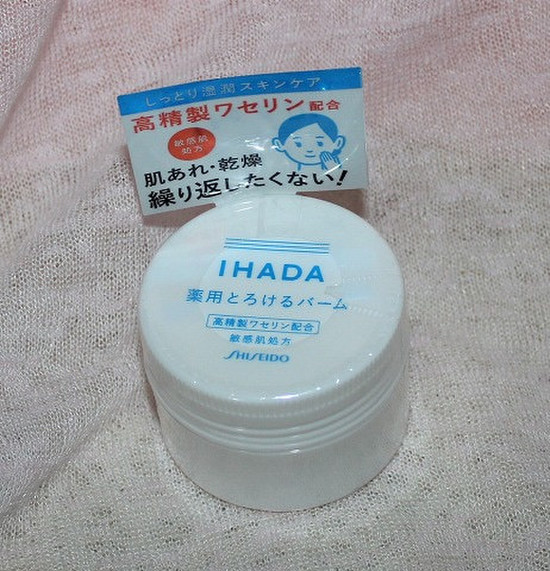 しっとり湿潤スキンケア
高精製ワセリン配合
敏感肌
処方
肌あれ・乾燥
繰り返したくない!
IHADA
薬用とろけるバーム
高精製ワセリン配合
敏感肌処方
SHISEIDO